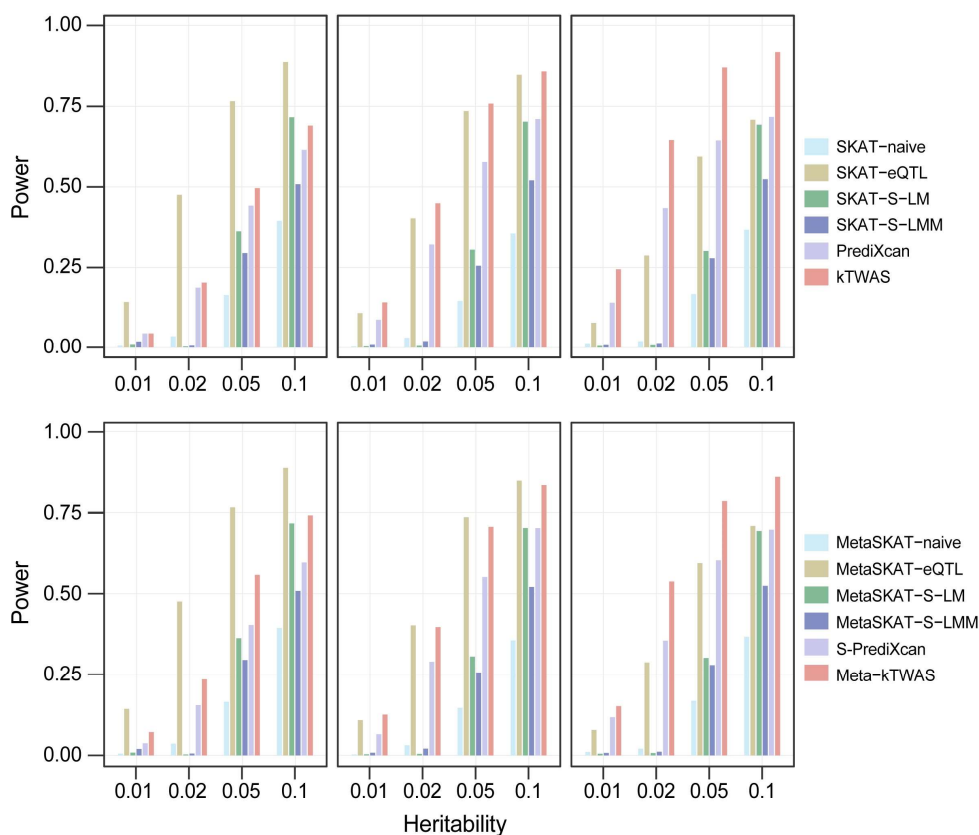 1.00
0.75
0.50
0.25
0.00
Power
0.01 0.02 0.05 0.1
0.01 0.02 0.05 0.1
0.01 0.02 0.05 0.1
SKAT-naive
SKAT-eQTL
SKAT-S-LM
SKAT-S-LMM
PrediXcan
kTWAS
1.00
0.75
0.50
0.25
0.00
Power
0.01 0.02 0.05 0.1
0.01 0.02 0.05 0.1
0.01 0.02 0.05 0.1
Heritability
MetaSKAT-naive
MetaSKAT-eQTL
MetaSKAT-S-LM
MetaSKAT-S-LMM
S-PrediXcan
Meta-kTWAS